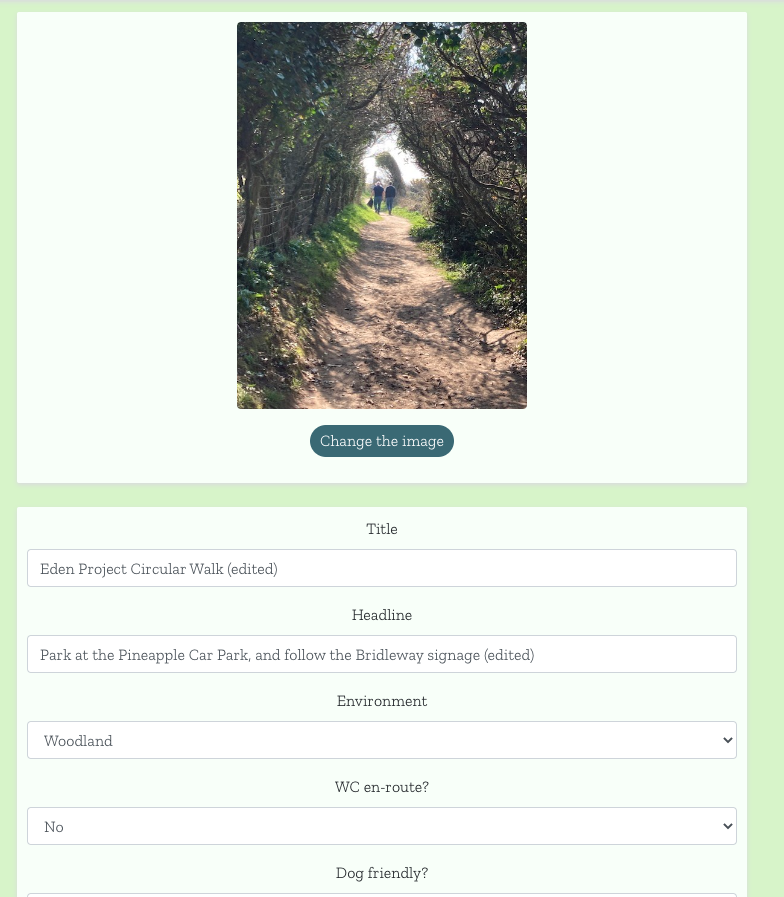 Change the image
Title
Eden Project Circular Walk (edited)
Headline
Park at the Pineapple Car Park, and follow the Bridleway signage (edited)
Environment
Woodland
WC en-route?
No
Dog friendly?